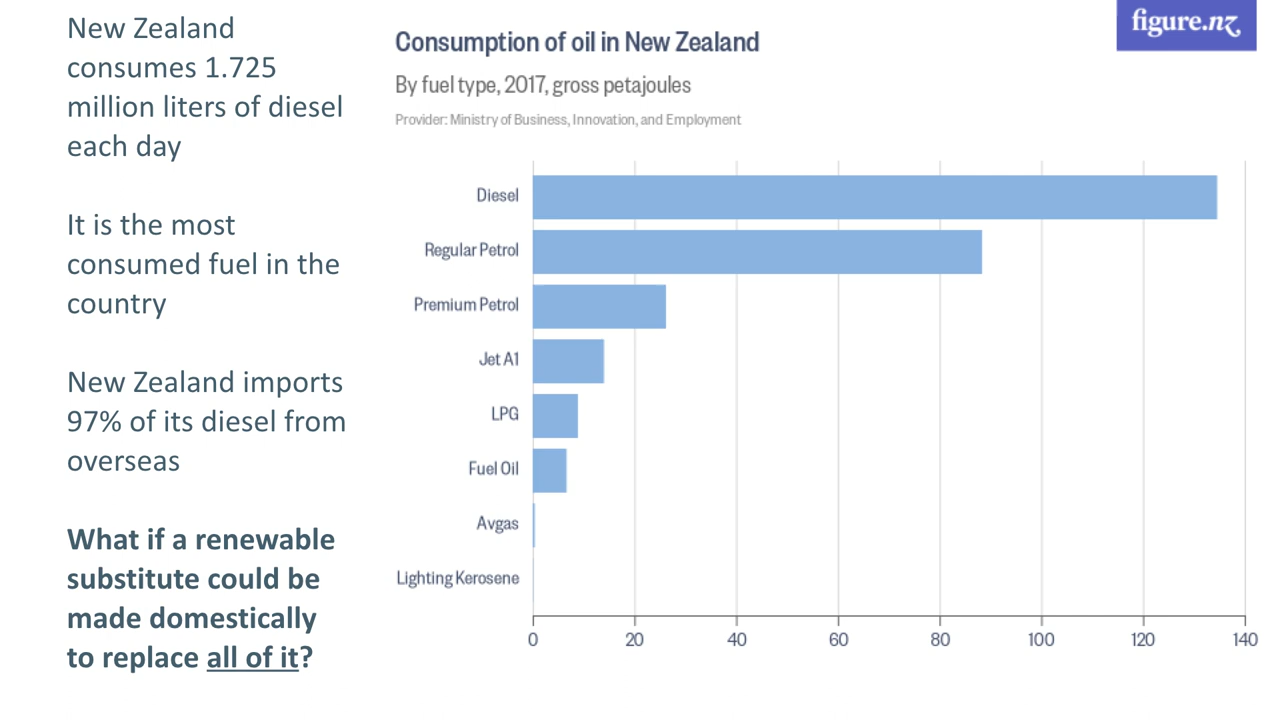 New Zealand
consumes 1.725
million liters of diesel
each day
It is the most
consumed fuel in the
country
New Zealand imports
97% of its diesel from
overseas
What if a renewable
substitute could be
made domestically
to replace all of it?
figure.nz
Consumption of oil in New Zealand
By fuel type, 2017, gross petajoules
Provider: Ministry of Business, Innovation, and Employment
Diesel
Regular Petrol
Premium Petrol
Jet A1
LPG
Fuel Oil
Avgas
Lighting Kerosene
0 20 40 60 80 100 120 140